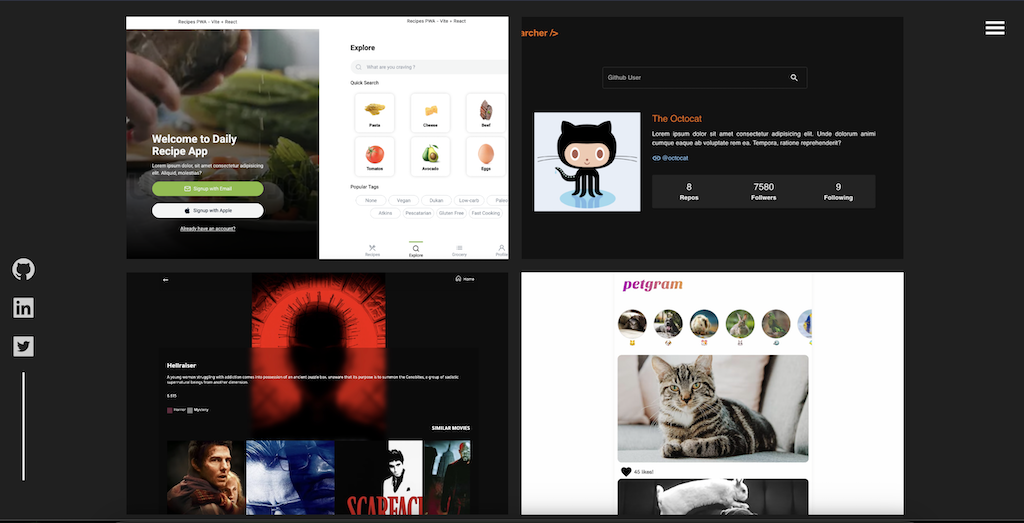 Recipes PWA - Vite + React
Recipes PWA - Vite + React
Welcome to Daily
Recipe App
Lorem ipsum dolor, sit amet consectetur adipisicing
elit. Aliquid, molestias?
Signup with Email
Signup with Apple
Already have an account?
Explore
What are you craving ?
Quick Search
Pasta
Cheese
Beef
Tomatoe
Avocado
Eggs
Popular Tags
None
Vegan
Dukan
Low-carb
Paleo
Atkins
Pescatarian
Gluten Free
Fast Cooking
Recipes
Explore
Grocery
Profile
archer />
Github User
The Octocat
Lorem ipsum dolor sit amet consectetur adipisicing elit. Unde dolorum animi
cumque eaque ab voluptate rem ea. Tempora, ratione reprehenderit?
@octocat
8
7580
9
Repos
Follwers
Following
Home
Hellraiser
A young woman struggling with addiction comes into possession of an ancient puzzle box, unaware that its purpose is to summon the Cenobites, a group of sadistic
supernatural beings from another dimension.
Horror
Mystery
SIMILAR MOVIES
SCARFAC
petgram
45 likes!
in